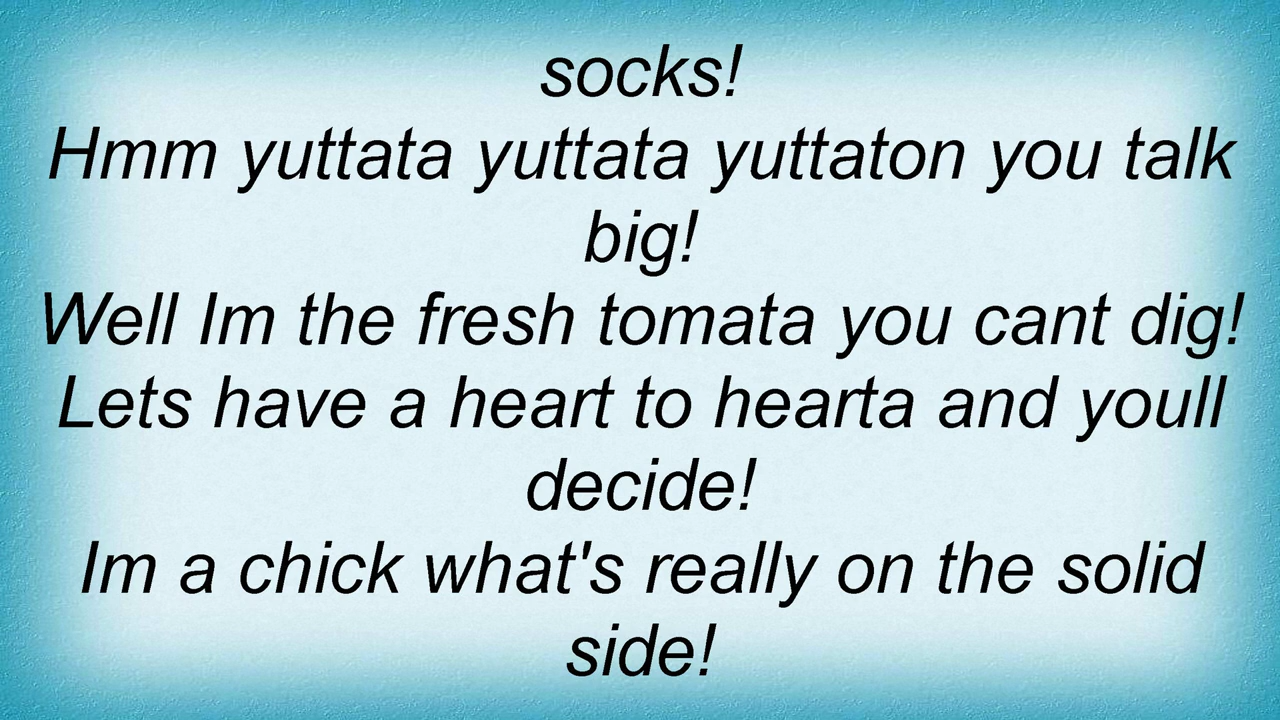 socks!
Hmm yuttata yuttata yuttaton you talk
big!
Well Im the fresh tomata you cant dig!
Lets have a heart to hearta and youll
decide!
Im a chick what's really on the solid
side!